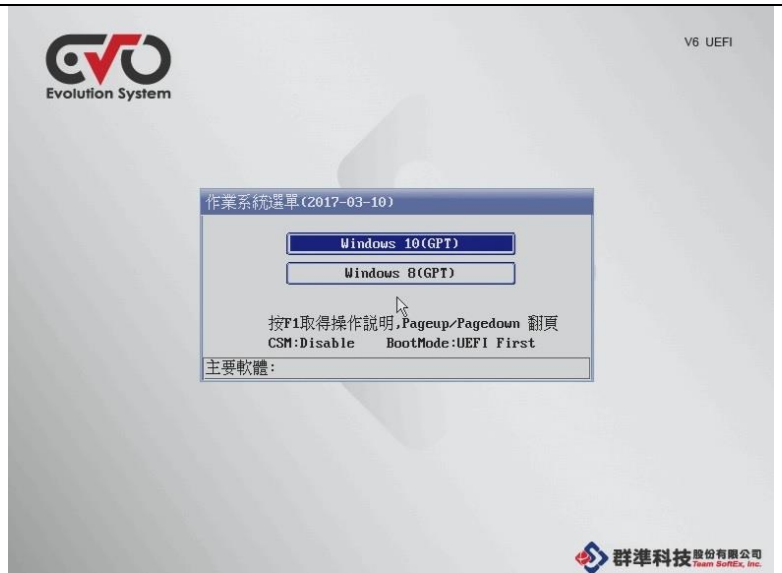 EVO
V6 UEFI
Evolution System
作業系統選單(2017-03-10)
Windows 10(GPT)
Windows 8(GPT)
按F1取得操作説明,Pageup/Pagedown 翻頁
CSM:Disable BootMode:UEFI First
主要軟體:
群準科技股份有限公司
Team SoftEx, Inc.